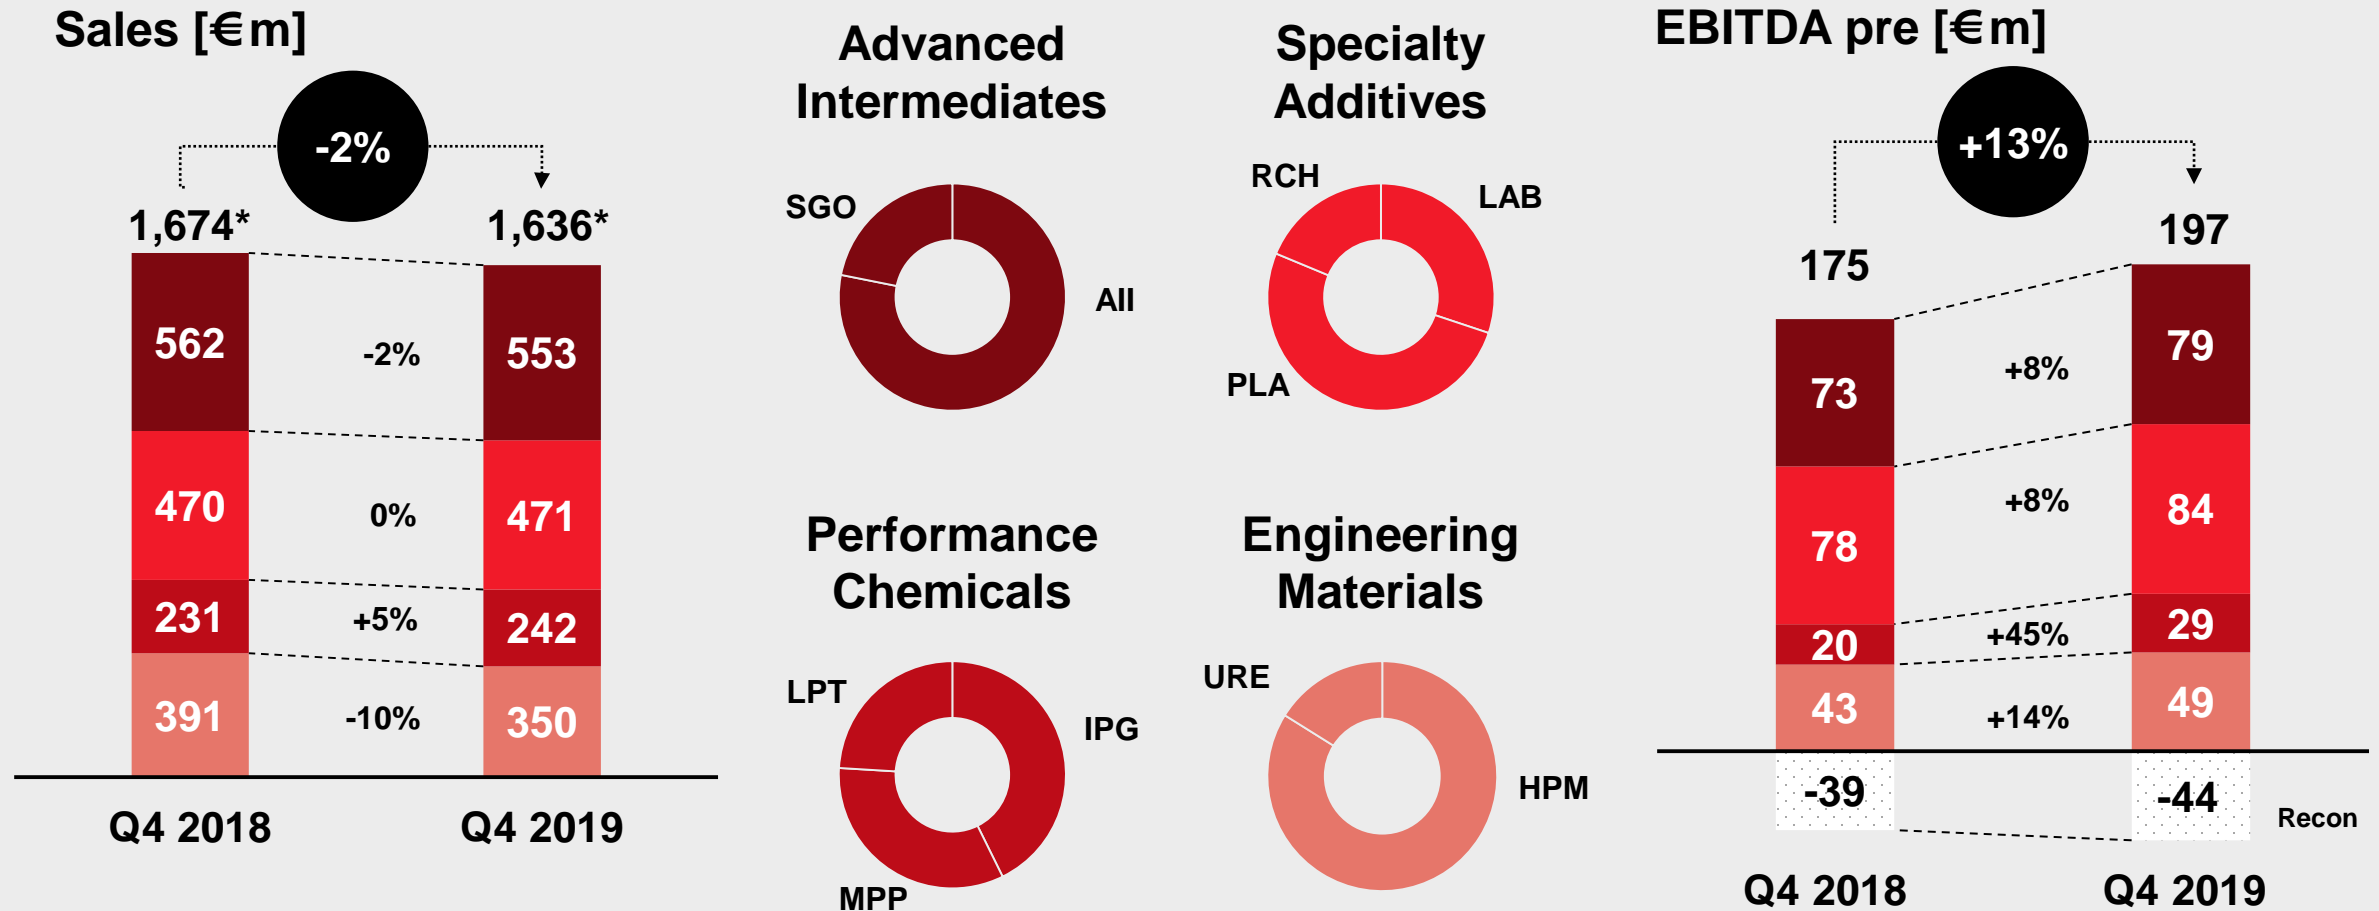 Sales [€m]
-2%
1,674*
1,636*
562
-2%
553
470
0%
471
231
+5%
242
391
-10%
350
Q4 2018
Q4 2019
Advanced
Intermediates
SGO
AII
Specialty
Additives
RCH
LAB
PLA
Performance
Chemicals
LPT
IPG
MPP
Engineering
Materials
URE
HPM
EBITDA pre [€m]
+13%
175
197
73
+8%
79
78
+8%
84
20
+45%
29
43
+14%
49
-39
-44
Recon
Q4 2018
Q4 2019